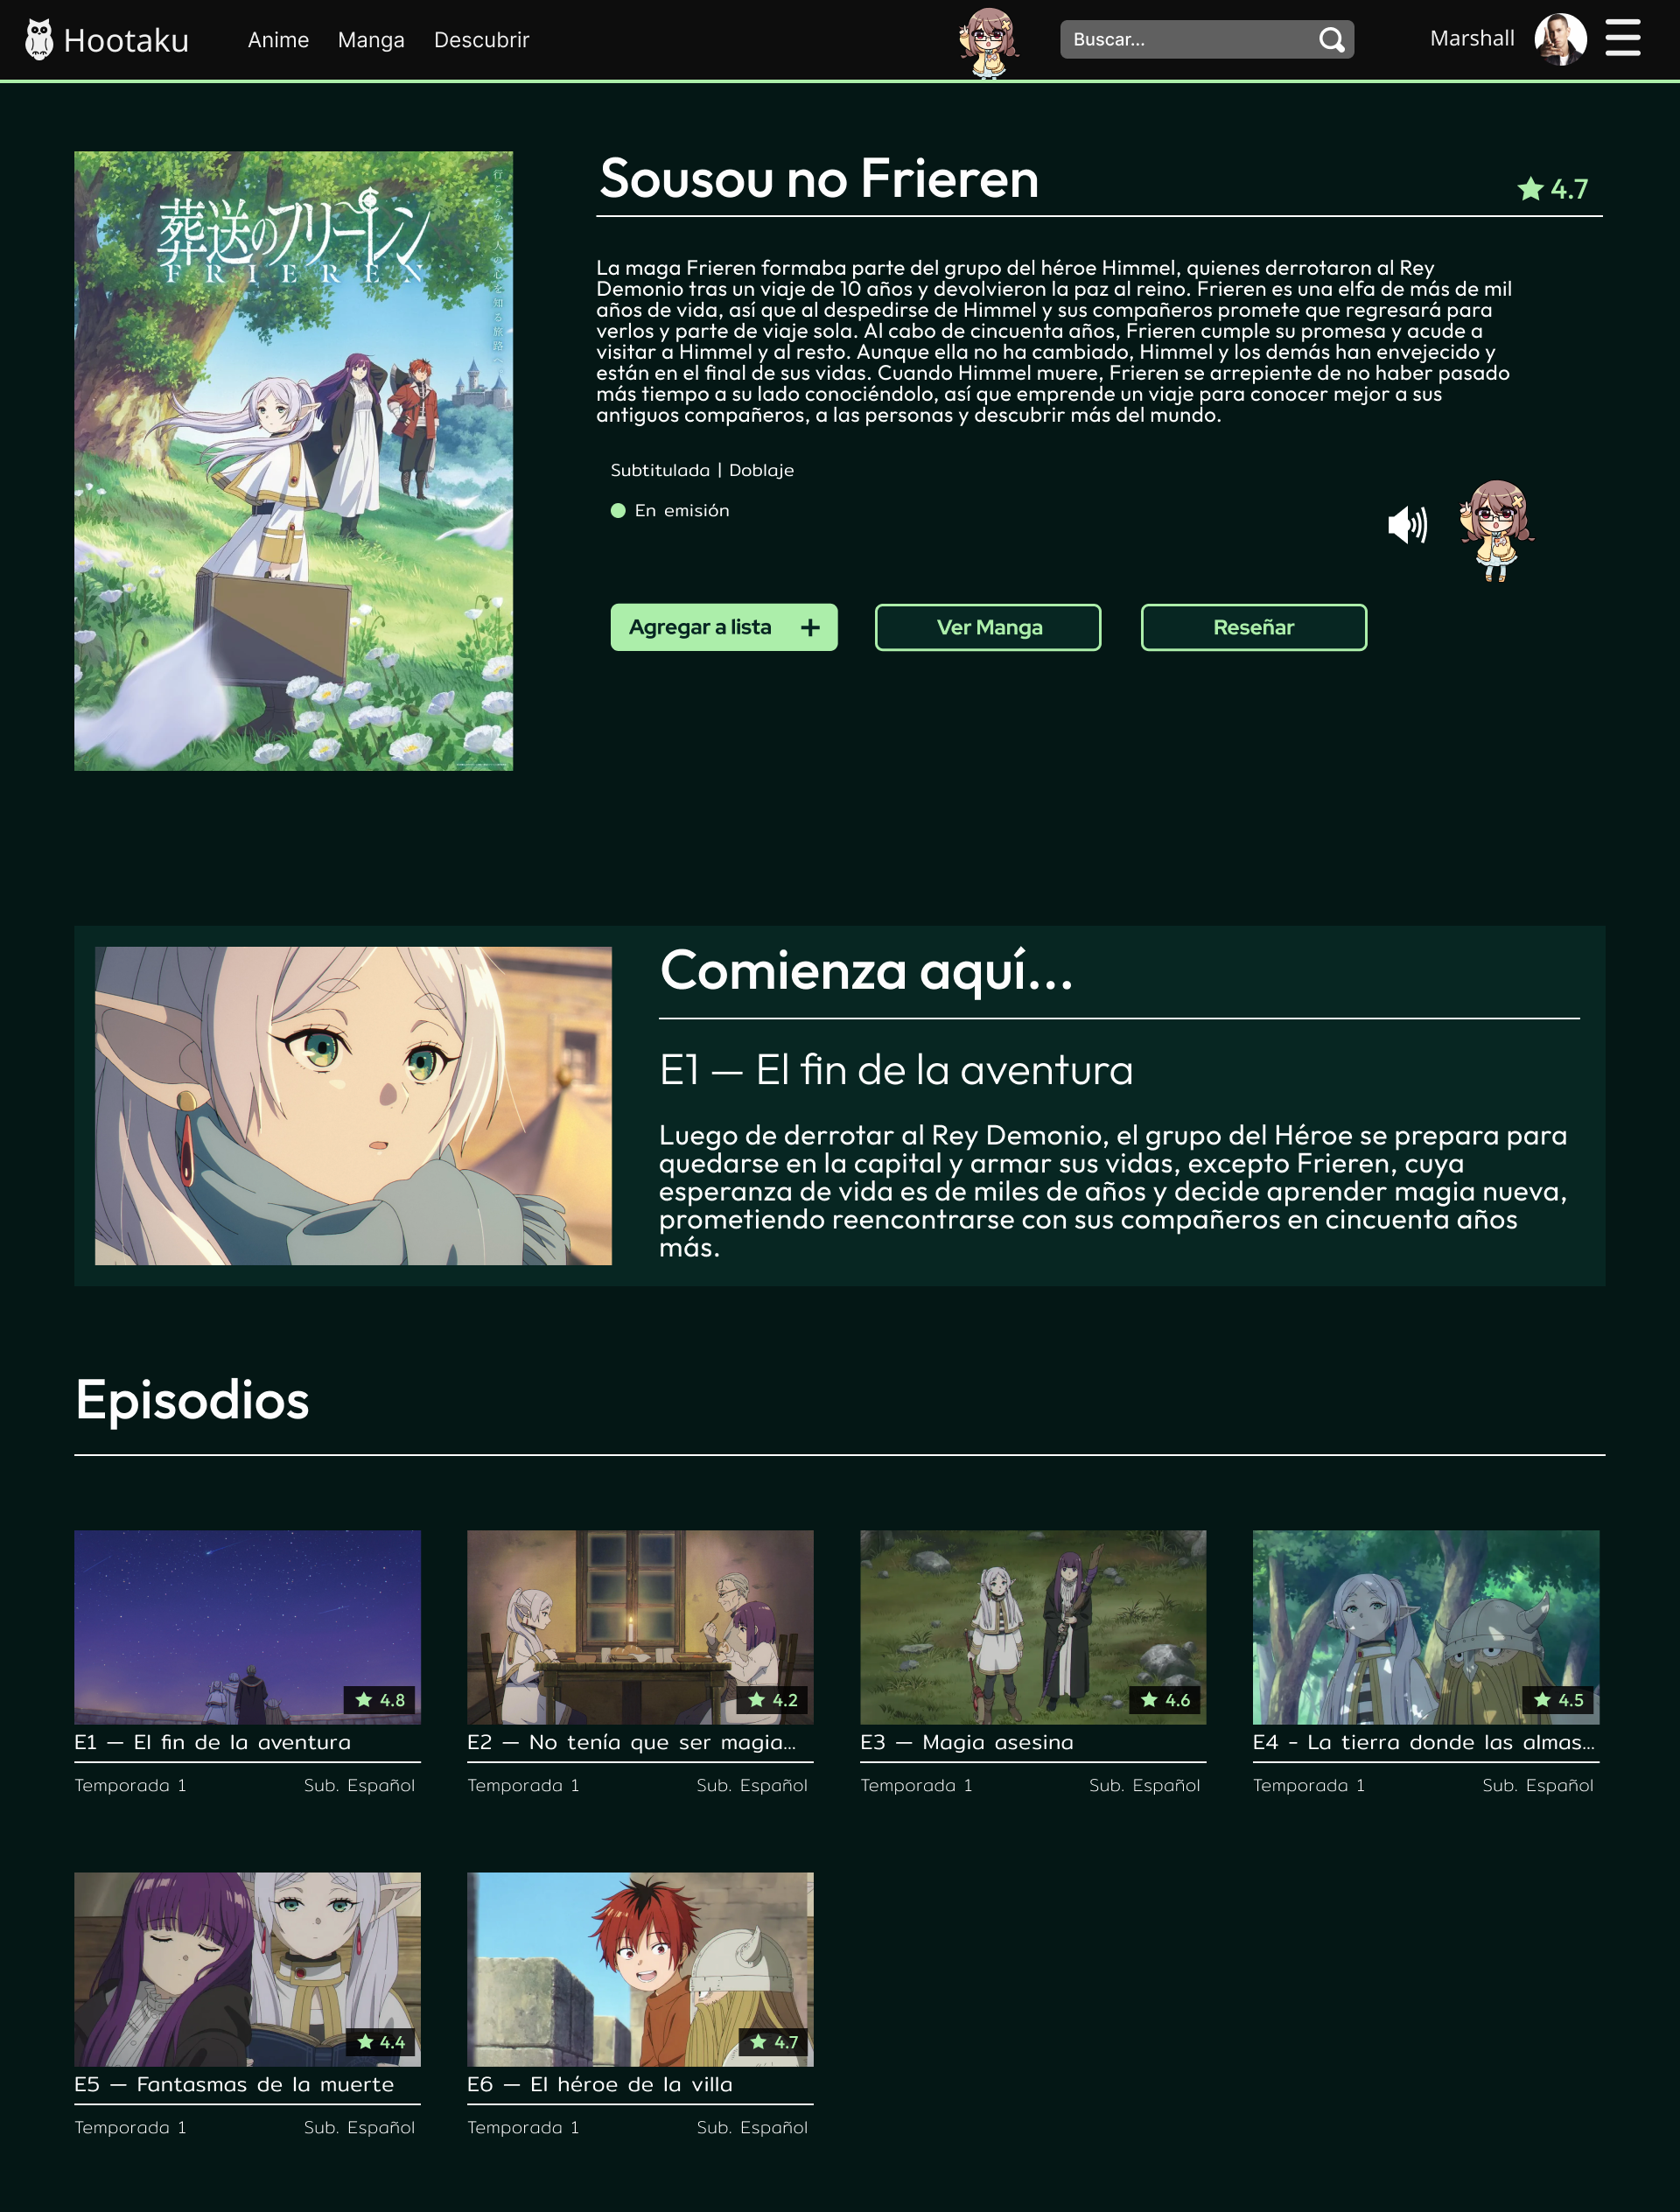 Hootaku
Anime
Manga
Descubrir
Buscar...
Marshall
葬送のフリーレン
FRIEREN
Sousou no Frieren
4.7
La maga Frieren formaba parte del grupo del héroe Himmel, quienes derrotaron al Rey
Demonio tras un viaje de 10 años y devolvieron la paz al reino. Frieren es una elfa de más de mil
años de vida, así que al despedirse de Himmel y sus compañeros promete que regresará para
verlos y parte de viaje sola. Al cabo de cincuenta años, Frieren cumple su promesa y acude a
visitar a Himmel y al resto. Aunque ella no ha cambiado, Himmel y los demás han envejecido y
están en el final de sus vidas. Cuando Himmel muere, Frieren se arrepiente de no haber pasado
más tiempo a su lado conociéndolo, así que emprende un viaje para conocer mejor a sus
antiguos compañeros, a las personas y descubrir más del mundo.
Subtitulada | Doblaje
En emisión
Agregar a lista +
Ver Manga
Reseñar
Comienza aquí...
E1 — El fin de la aventura
Luego de derrotar al Rey Demonio, el grupo del Héroe se prepara para
quedarse en la capital y armar sus vidas, excepto Frieren, cuya
esperanza de vida es de miles de años y decide aprender magia nueva,
prometiendo reencontrarse con sus compañeros en cincuenta años
más.
Episodios
4.8
E1 — El fin de la aventura
Temporada 1
Sub. Español
4.2
E2 — No tenía que ser magia...
Temporada 1
Sub. Español
4.6
E3 — Magia asesina
Temporada 1
Sub. Español
4.5
E4 - La tierra donde las almas...
Temporada 1
Sub. Español
4.4
E5 — Fantasmas de la muerte
Temporada 1
Sub. Español
4.7
E6 — El héroe de la villa
Temporada 1
Sub. Español